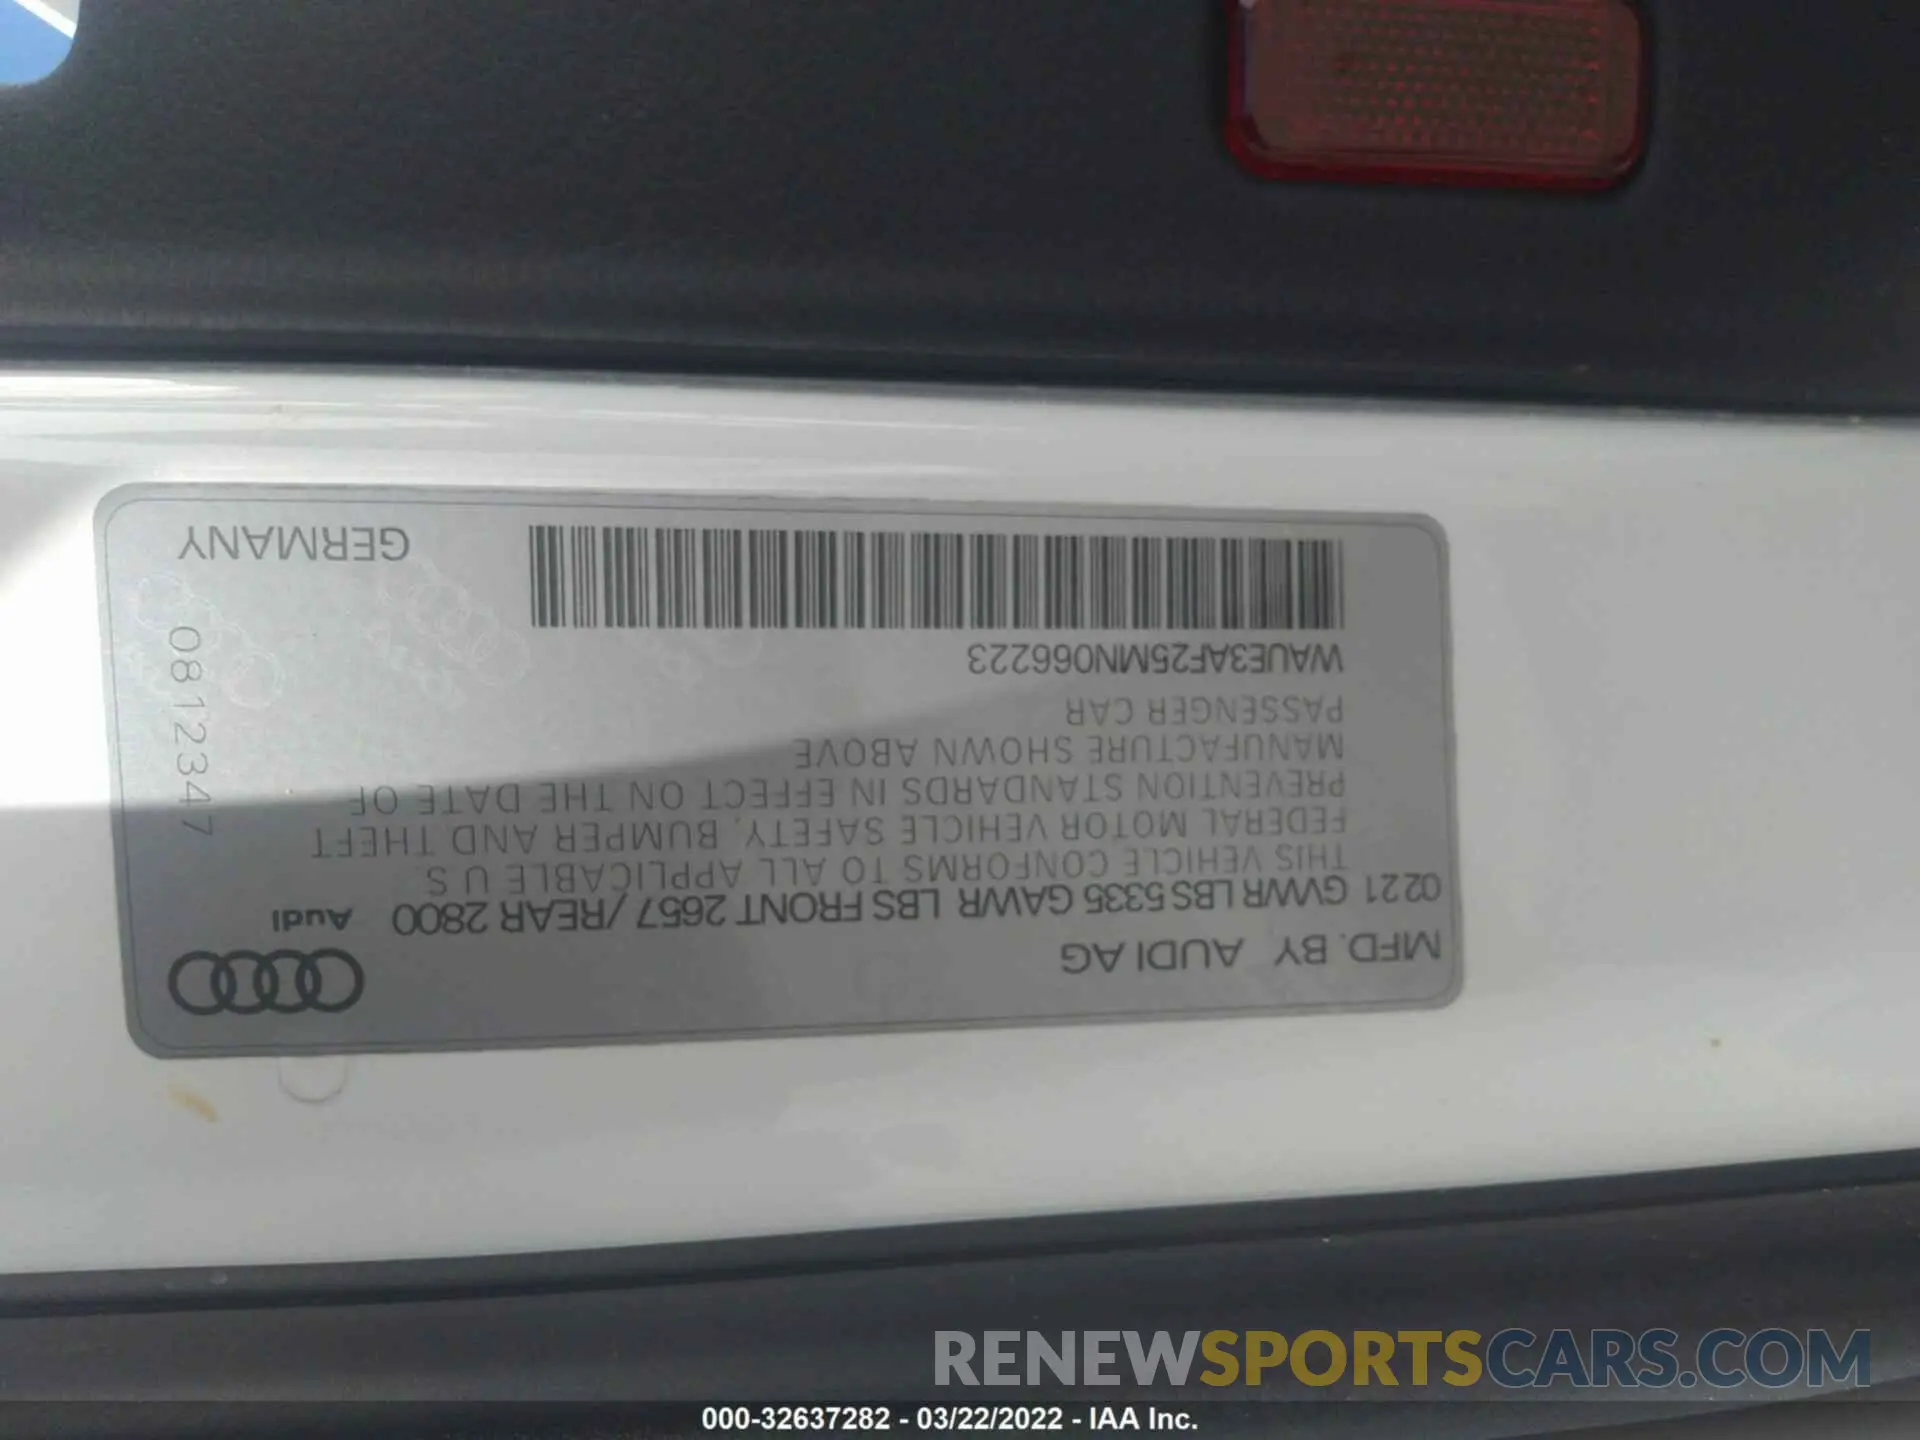 MFD. BY AUDI AG
0221 GVWR LBS 5335 GAWR LBS FRONT 2657 / REAR 2800
Audi
THIS VEHICLE CONFORMS TO ALL APPLICABLE U S
FEDERAL MOTOR VEHICLE SAFETY, BUMPER AND THEFT
PREVENTION STANDARDS IN EFFECT ON THE DATE OF
MANUFACTURE SHOWN ABOVE
PASSENGER CAR
WAUE3AF25MN066223
GERMANY
0812347
RENEWSPORTSCARS.COM
000-32637282 - 03/22/2022 - IAA Inc.